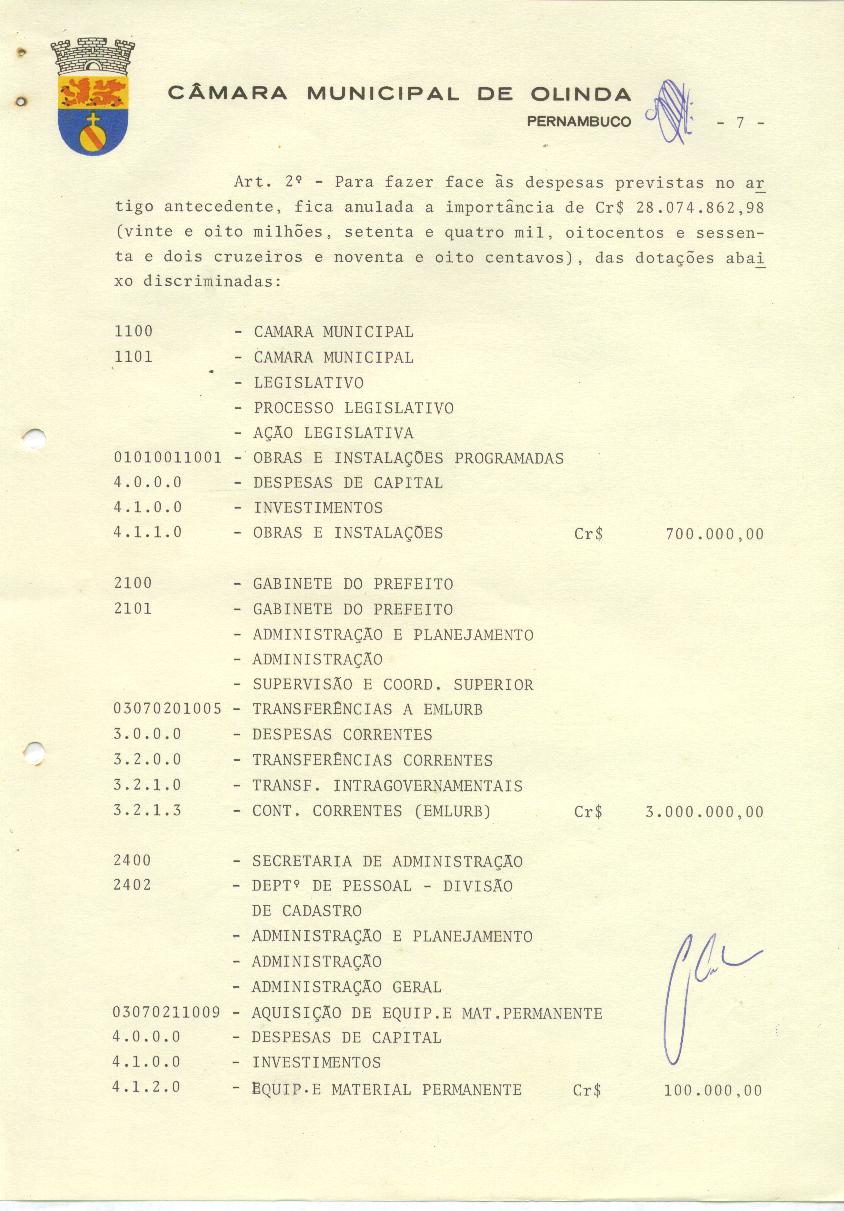 CÂMARA MUNICIPAL DE OLINDA
PERNAMBUCO
- 7 -
Art. 2º - Para fazer face às despesas previstas no ar
tigo antecedente, fica anulada a importância de Cr$ 28.074.862,98
(vinte e oito milhões, setenta e quatro mil, oitocentos e sessen-
ta e dois cruzeiros e noventa e oito centavos), das dotações abai
xo discriminadas:
1100 - CAMARA MUNICIPAL
1101 - CAMARA MUNICIPAL
- LEGISLATIVO
- PROCESSO LEGISLATIVO
- AÇÃO LEGISLATIVA
01010011001 - OBRAS E INSTALAÇÕES PROGRAMADAS
4.0.0.0 - DESPESAS DE CAPITAL
4.1.0.0 - INVESTIMENTOS
4.1.1.0 - OBRAS E INSTALAÇÕES Cr$ 700.000,00
2100 - GABINETE DO PREFEITO
2101 - GABINETE DO PREFEITO
- ADMINISTRAÇÃO E PLANEJAMENTO
- ADMINISTRAÇÃO
- SUPERVISÃO E COORD. SUPERIOR
03070201005 - TRANSFERÊNCIAS A EMLURB
3.0.0.0 - DESPESAS CORRENTES
3.2.0.0 - TRANSFERÊNCIAS CORRENTES
3.2.1.0 - TRANSF. INTRAGOVERNAMENTAIS
3.2.1.3 - CONT. CORRENTES (EMLURB) Cr$ 3.000.000,00
2400 - SECRETARIA DE ADMINISTRAÇÃO
2402 - DEPTº DE PESSOAL - DIVISÃO
DE CADASTRO
- ADMINISTRAÇÃO E PLANEJAMENTO
- ADMINISTRAÇÃO
- ADMINISTRAÇÃO GERAL
03070211009 - AQUISIÇÃO DE EQUIP.E MAT.PERMANENTE
4.0.0.0 - DESPESAS DE CAPITAL
4.1.0.0 - INVESTIMENTOS
4.1.2.0 - EQUIP.E MATERIAL PERMANENTE Cr$ 100.000,00